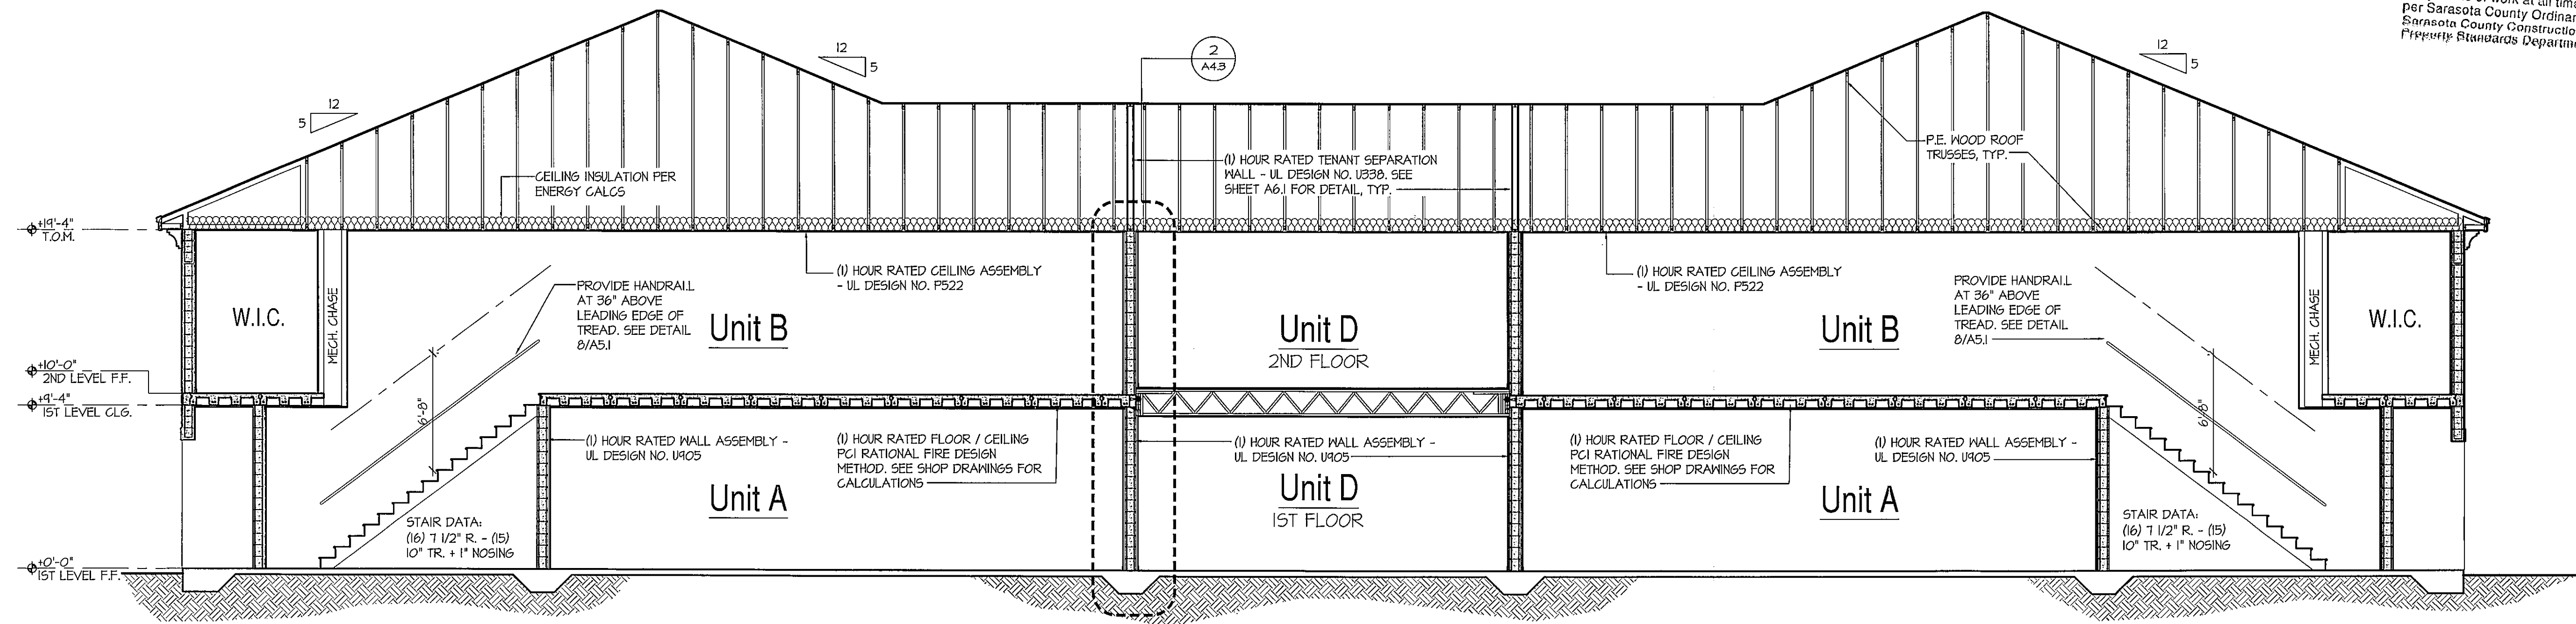 per Sarasota County Ordinan
Sarasota County Constructio
Property Standards Departme
12
5
2
A4.3
12
5
12
5
P.E. WOOD ROOF
TRUSSES, TYP.
(1) HOUR RATED TENANT SEPARATION
WALL - UL DESIGN NO. U338. SEE
SHEET A6.1 FOR DETAIL, TYP.
CEILING INSULATION PER
ENERGY CALCS
+19'-4"
T.O.M.
(1) HOUR RATED CEILING ASSEMBLY
- UL DESIGN NO. P522
(1) HOUR RATED CEILING ASSEMBLY
- UL DESIGN NO. P522
PROVIDE HANDRAIL
AT 36" ABOVE
LEADING EDGE OF
TREAD. SEE DETAIL
8/A5.1
PROVIDE HANDRAIL
AT 36" ABOVE
LEADING EDGE OF
TREAD. SEE DETAIL
8/A5.1
W.I.C.
MECH. CHASE
Unit B
Unit D
2ND FLOOR
Unit B
MECH. CHASE
W.I.C.
+10'-0"
2ND LEVEL F.F.
+9'-4"
1ST LEVEL CLG.
6'-8"
6'-8"
(1) HOUR RATED WALL ASSEMBLY -
UL DESIGN NO. U905
(1) HOUR RATED FLOOR / CEILING
PCI RATIONAL FIRE DESIGN
METHOD. SEE SHOP DRAWINGS FOR
CALCULATIONS
(1) HOUR RATED WALL ASSEMBLY -
UL DESIGN NO. U905
(1) HOUR RATED FLOOR / CEILING
PCI RATIONAL FIRE DESIGN
METHOD. SEE SHOP DRAWINGS FOR
CALCULATIONS
(1) HOUR RATED WALL ASSEMBLY -
UL DESIGN NO. U905
Unit A
Unit D
1ST FLOOR
Unit A
STAIR DATA:
(16) 7 1/2" R. - (15)
10" TR. + 1" NOSING
STAIR DATA:
(16) 7 1/2" R. - (15)
10" TR. + 1" NOSING
+0'-0"
1ST LEVEL F.F.